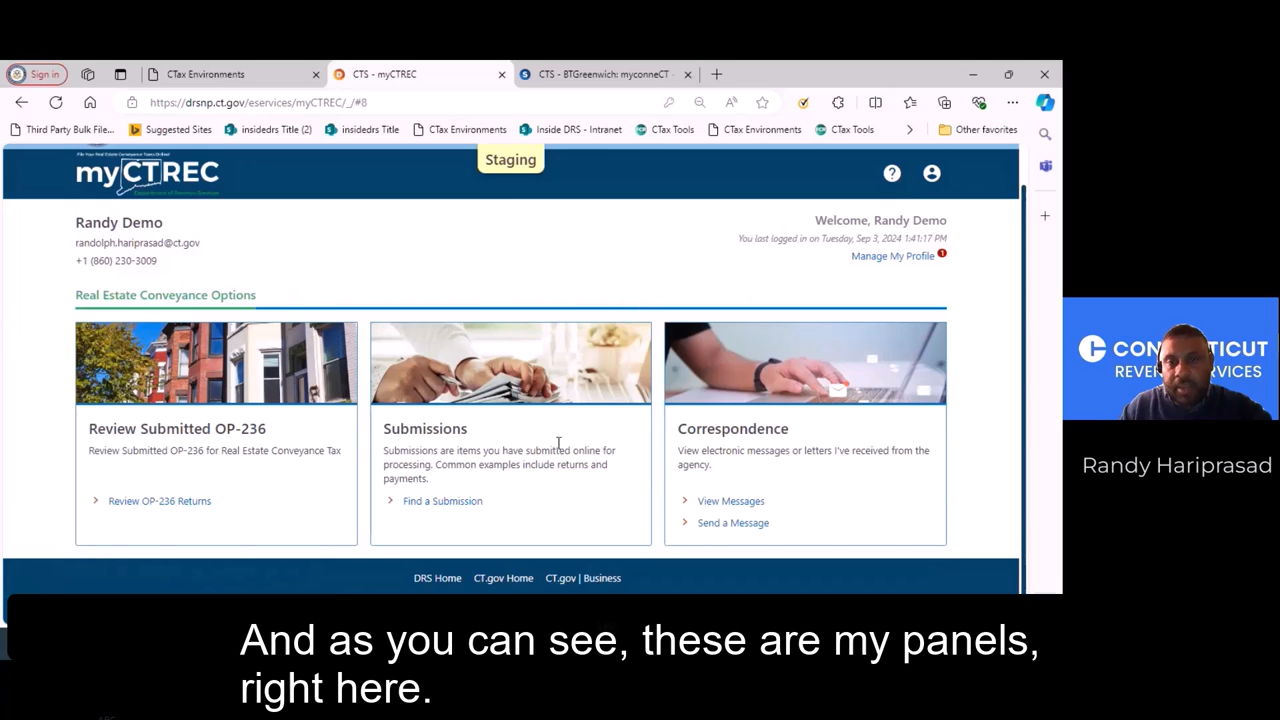 Sign in
CTax Environments
CTS - myCTREC
CTS - BTGreenwich: myconneCT
https://drsnp.ct.gov/eservices/myCTREC/_/#8
Third Party Bulk File...
Suggested Sites
insidedrs Title (2)
insidedrs Title
CTax Environments
Inside DRS - Intranet
CTax Tools
CTax Environments
CTax Tools
Other favorites
myCTREC
Staging
Randy Demo
randolph.hariprasad@ct.gov
+1 (860) 230-3009
Welcome, Randy Demo
You last logged in on Tuesday, Sep 3, 2024 1:41:17 PM
Manage My Profile 1
Real Estate Conveyance Options
Review Submitted OP-236
Review Submitted OP-236 for Real Estate Conveyance Tax
Review OP-236 Returns
Submissions
Submissions are items you have submitted online for
processing. Common examples include returns and
payments.
Find a Submission
Correspondence
View electronic messages or letters I've received from the
agency.
View Messages
Send a Message
DRS Home
CT.gov Home
CT.gov | Business
Randy Hariprasad
And as you can see, these are my panels,
right here.